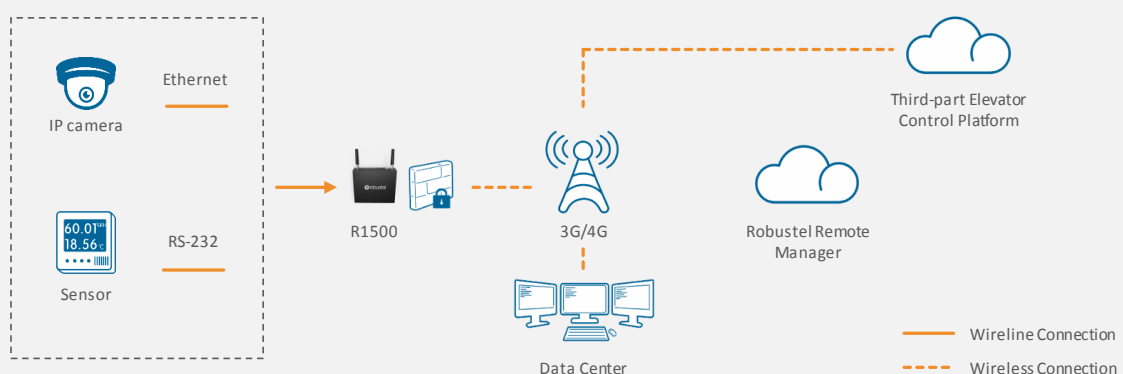 Ethernet
IP camera
60.01
18.56℃
RS-232
Sensor
robustel
R1500
3G/4G
Data Center
Third-part Elevator
Control Platform
Robustel Remote
Manager
Wireline Connection
Wireless Connection